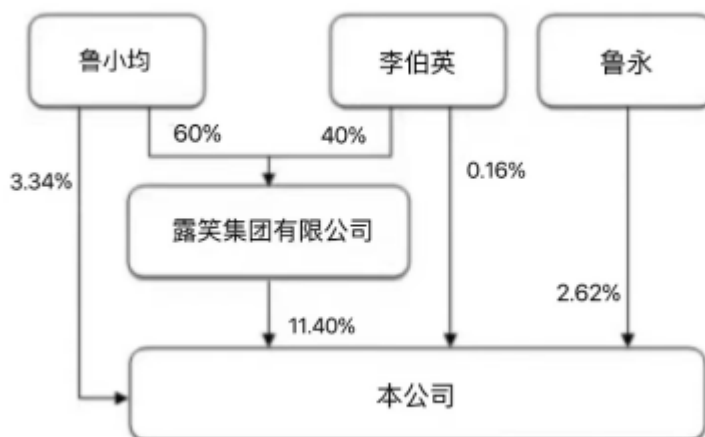 鲁小均
李伯英
鲁永
60%
40%
3.34%
0.16%
露笑集团有限公司
2.62%
11.40%
本公司